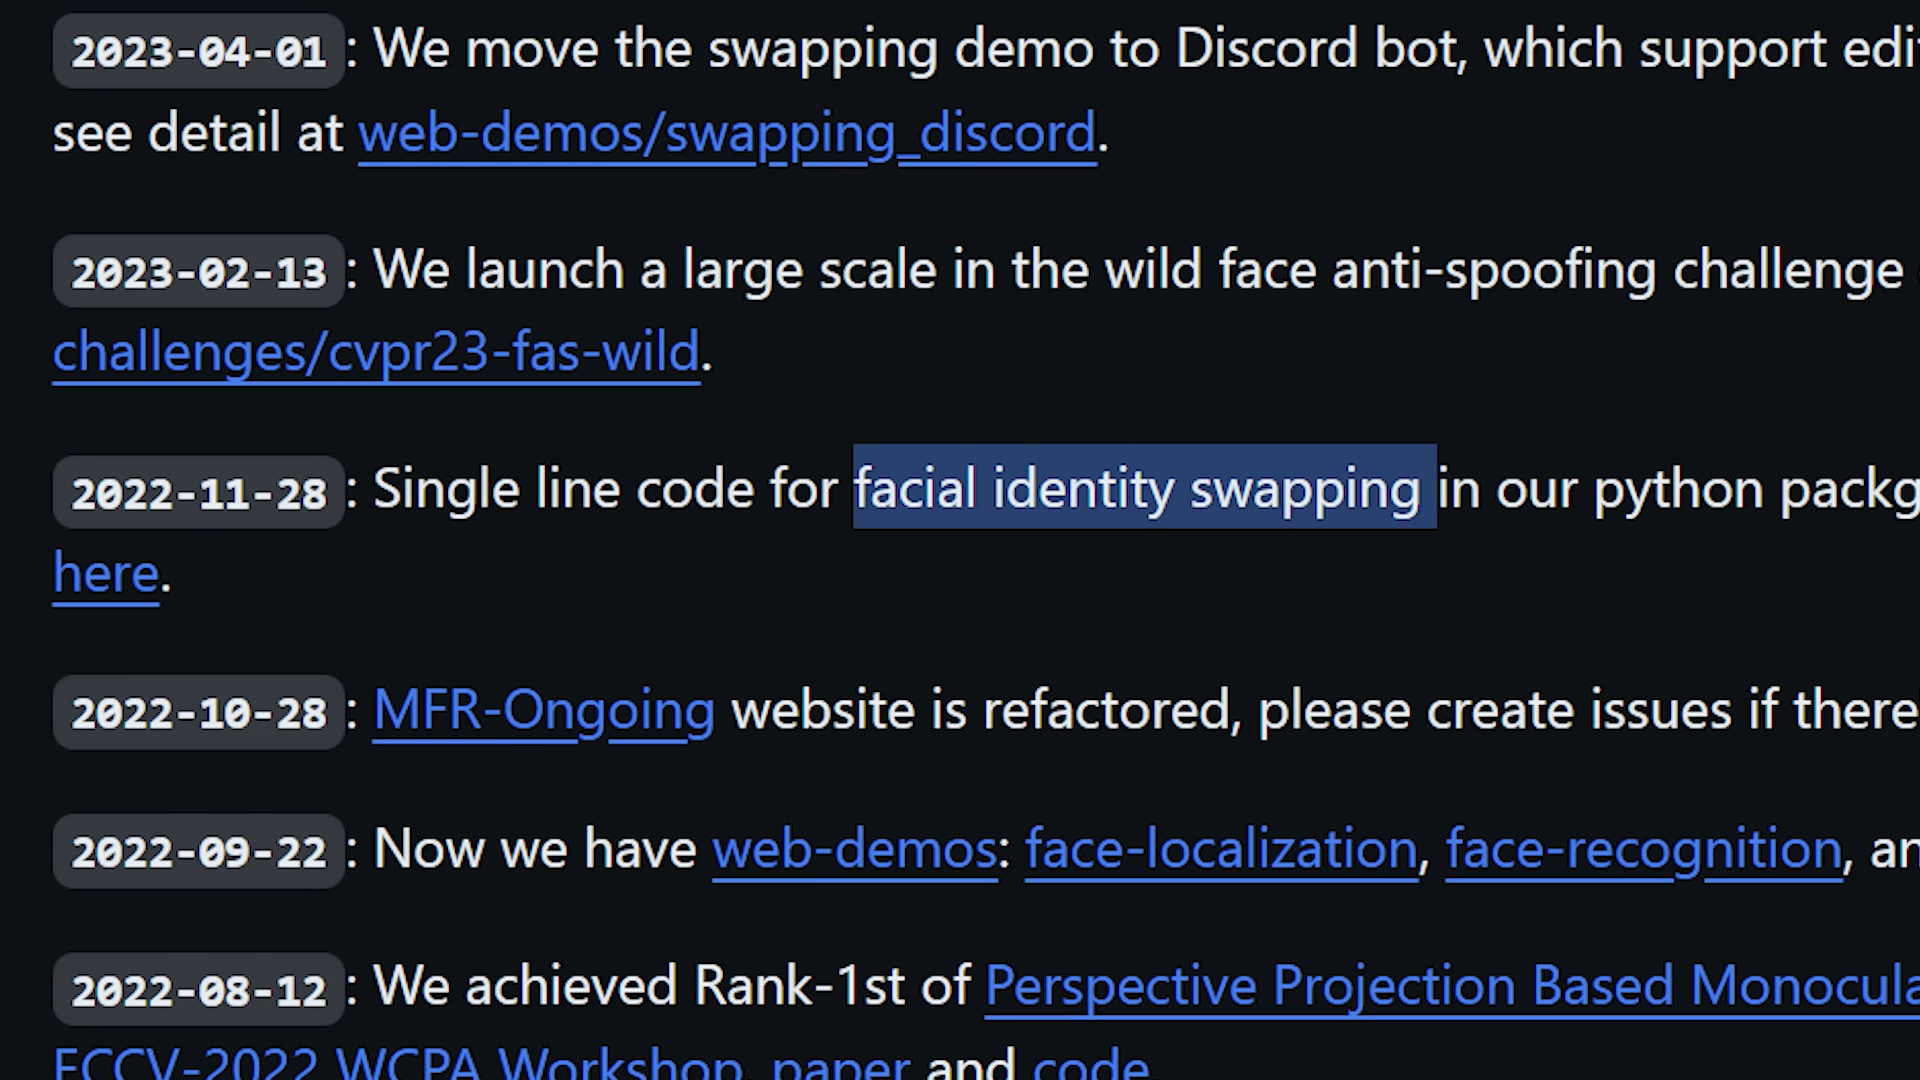 2023-04-01: We move the swapping demo to Discord bot, which support
see detail at web-demos/swapping_discord.
2023-02-13: We launch a large scale in the wild face anti-spoofing challenge
challenges/cvpr23-fas-wild.
2022-11-28: Single line code for facial identity swapping in our python
here.
2022-10-28: MFR-Ongoing website is refactored, please create issues if there
2022-09-22: Now we have web-demos: face-localization, face-recognition,
2022-08-12: We achieved Rank-1st of Perspective Projection Based
ECCV-2022 WCPA Workshop, paper and code.